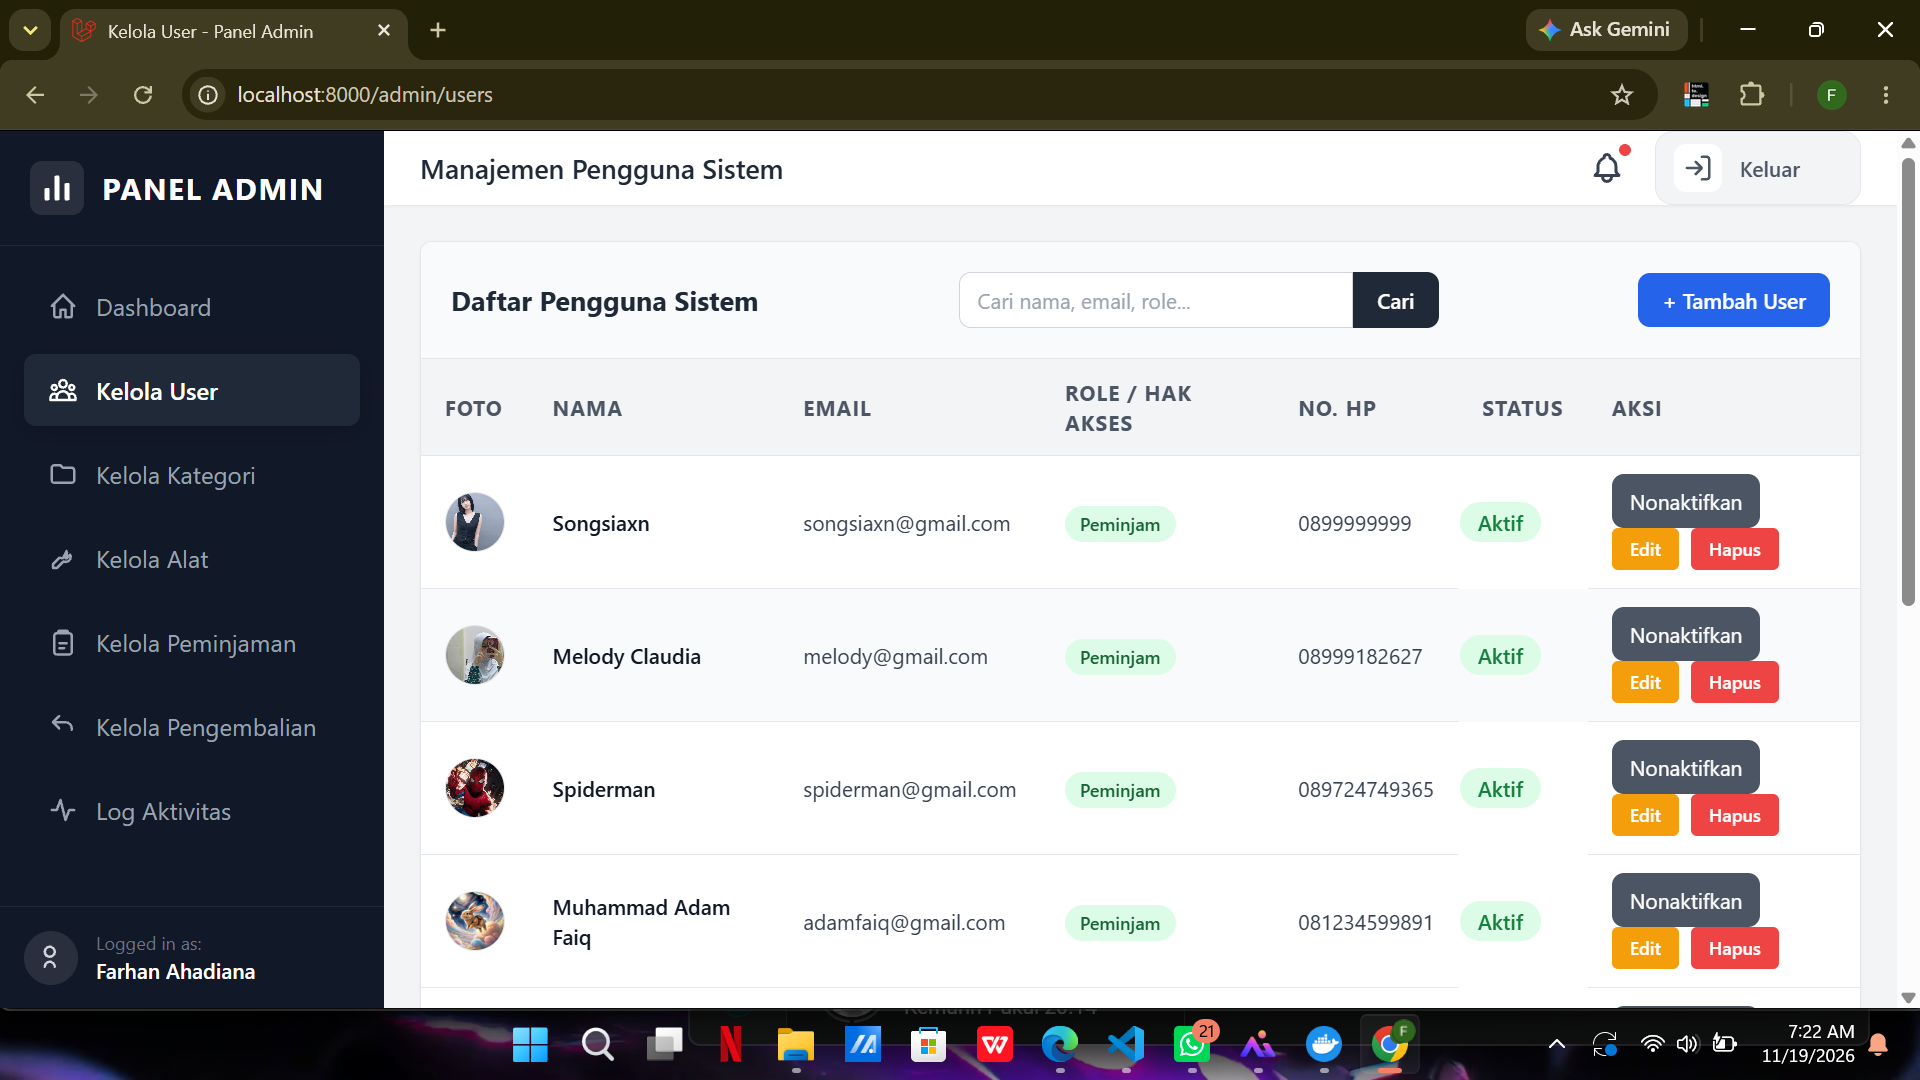 Kelola User - Panel Admin
Ask Gemini
localhost:8000/admin/users
F
PANEL ADMIN
Manajemen Pengguna Sistem
Keluar
Dashboard
Kelola User
Kelola Kategori
Kelola Alat
Kelola Peminjaman
Kelola Pengembalian
Log Aktivitas
Logged in as:
Farhan Ahadiana
Daftar Pengguna Sistem
Cari nama, email, role...
Cari
+ Tambah User
FOTO NAMA EMAIL ROLE / HAK AKSES NO. HP STATUS AKSI
Songsiaxn songsiaxn@gmail.com Peminjam 0899999999 Aktif Nonaktifkan
Edit Hapus
Melody Claudia melody@gmail.com Peminjam 08999182627 Aktif Nonaktifkan
Edit Hapus
Spiderman spiderman@gmail.com Peminjam 089724749365 Aktif Nonaktifkan
Edit Hapus
Muhammad Adam Faiq adamfaiq@gmail.com Peminjam 081234599891 Aktif Nonaktifkan
Edit Hapus
21
F
7:22 AM
11/19/2026